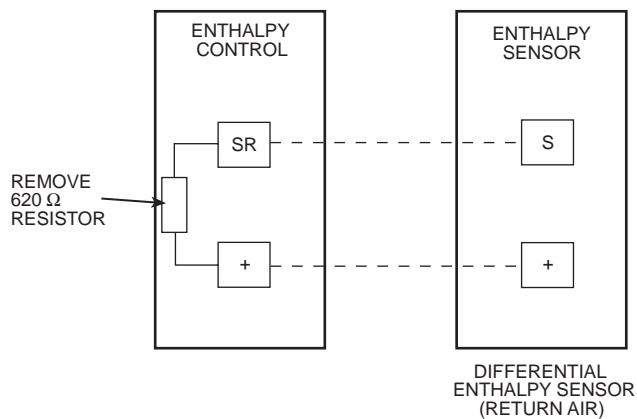 ENTHALPY
CONTROL
ENTHALPY
SENSOR
SR
S
REMOVE
620 Ω
RESISTOR
+
+
DIFFERENTIAL
ENTHALPY SENSOR
(RETURN AIR)